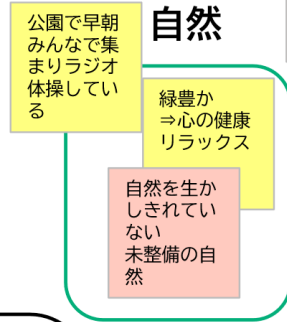 自然
公園で早朝
みんなで集
まりラジオ
体操してい
る
緑豊か
⇒心の健康
リラックス
自然を生か
しきれてい
ない
未整備の自
然